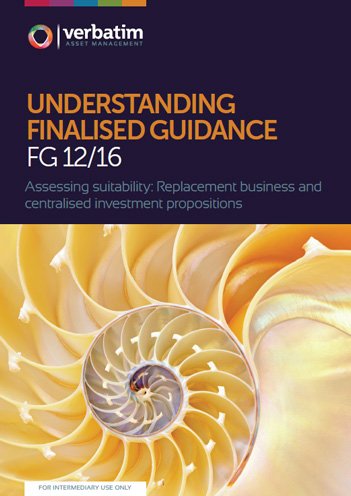 verbatim
ASSET MANAGEMENT
UNDERSTANDING
FINALISED GUIDANCE
FG 12/16
Assessing suitability: Replacement business and
centralised investment propositions
FOR INTERMEDIARY USE ONLY